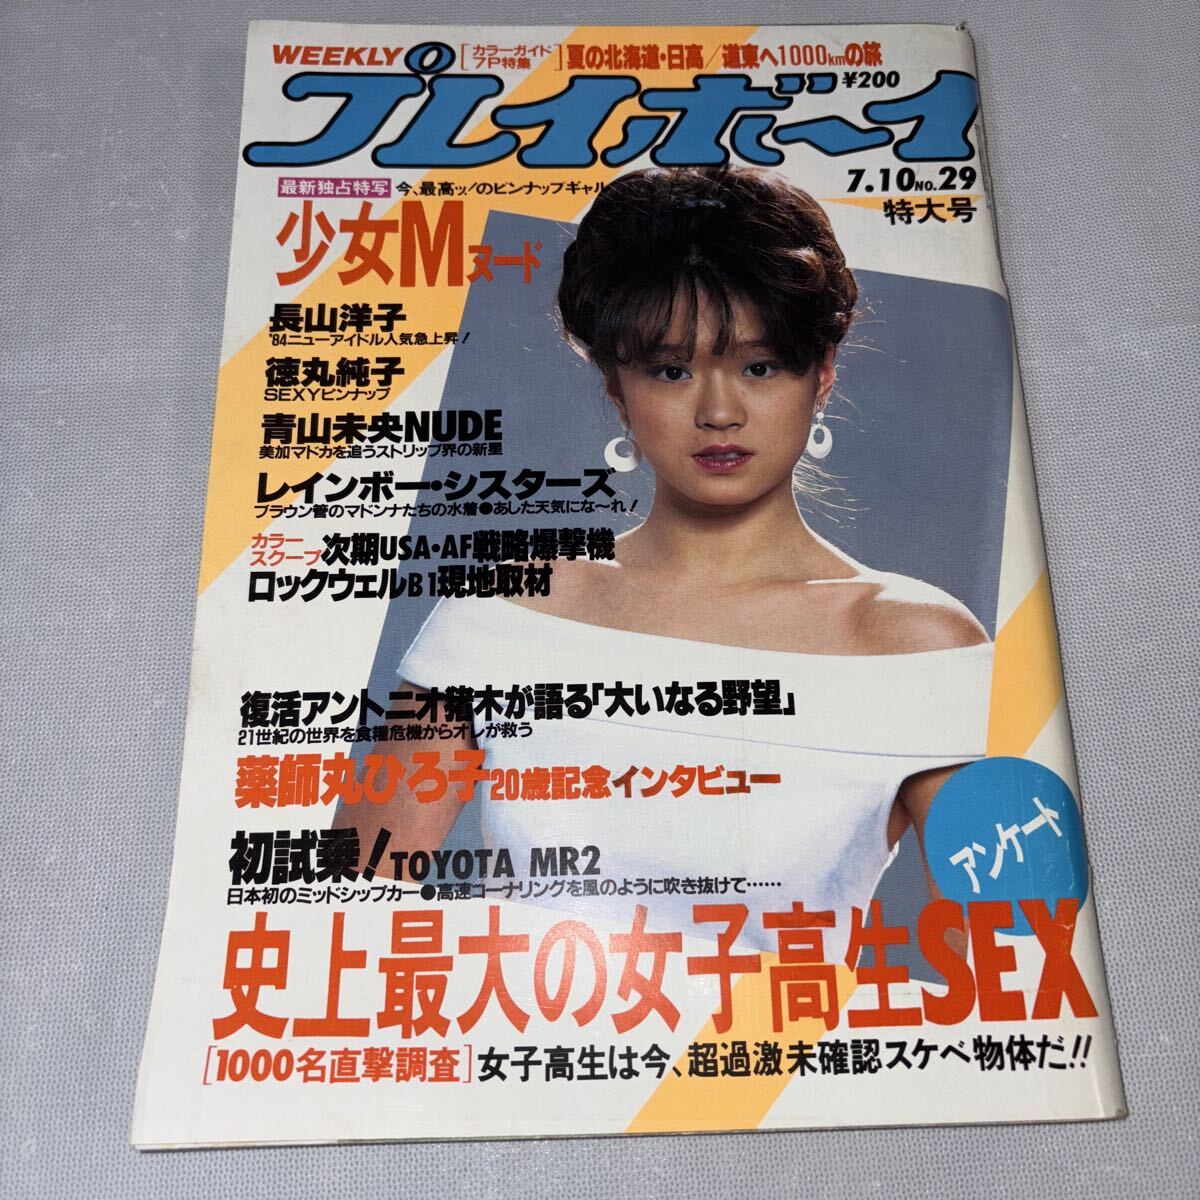 WEEKLY
[カラーガイド
7P特集]
夏の北海道・日高/道東へ1000kmの旅
プレイボーイ
¥200
7.10 NO.29
特大号
最新独占特写 今、最高ッ!のピンナップギャル
少女Mヌード
長山洋子
'84ニューアイドル人気急上昇!
徳丸純子
SEXYピンナップ
青山未央NUDE
美加マドカを追うストリップ界の新星
レインボー・シスターズ
ブラウン管のマドンナたちの水着●あした天気にな〜れ!
カラー
スクープ
次期USA・AF戦略爆撃機
ロックウェルB1現地取材
復活アントニオ猪木が語る「大いなる野望」
21世紀の世界を食糧危機からオレが救う
薬師丸ひろ子20歳記念インタビュー
初試乗! TOYOTA MR2
日本初のミッドシップカー●高速コーナリングを風のように吹き抜けて……
アンケート
史上最大の女子高生SEX
[1000名直撃調査]女子高生は今、超過激未確認スケベ物体だ!!